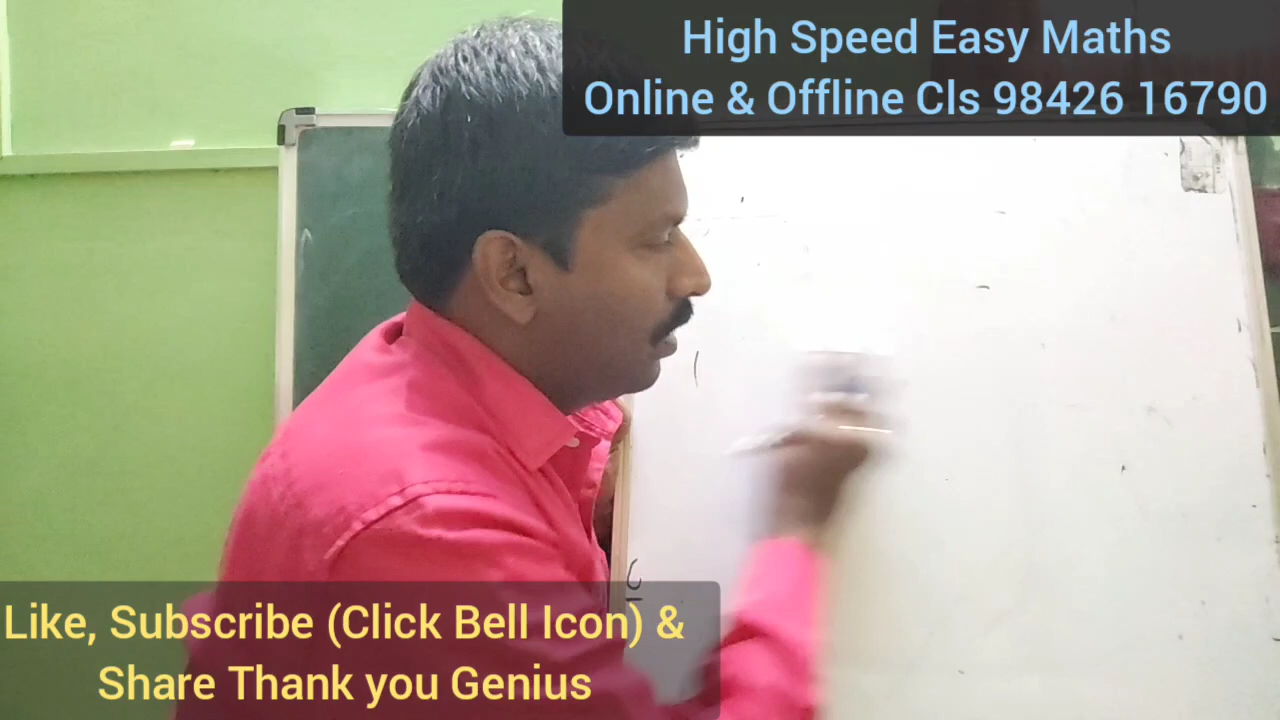 High Speed Easy Maths
Online & Offline Cls 98426 16790
Like, Subscribe (Click Bell Icon) &
Share Thank you Genius